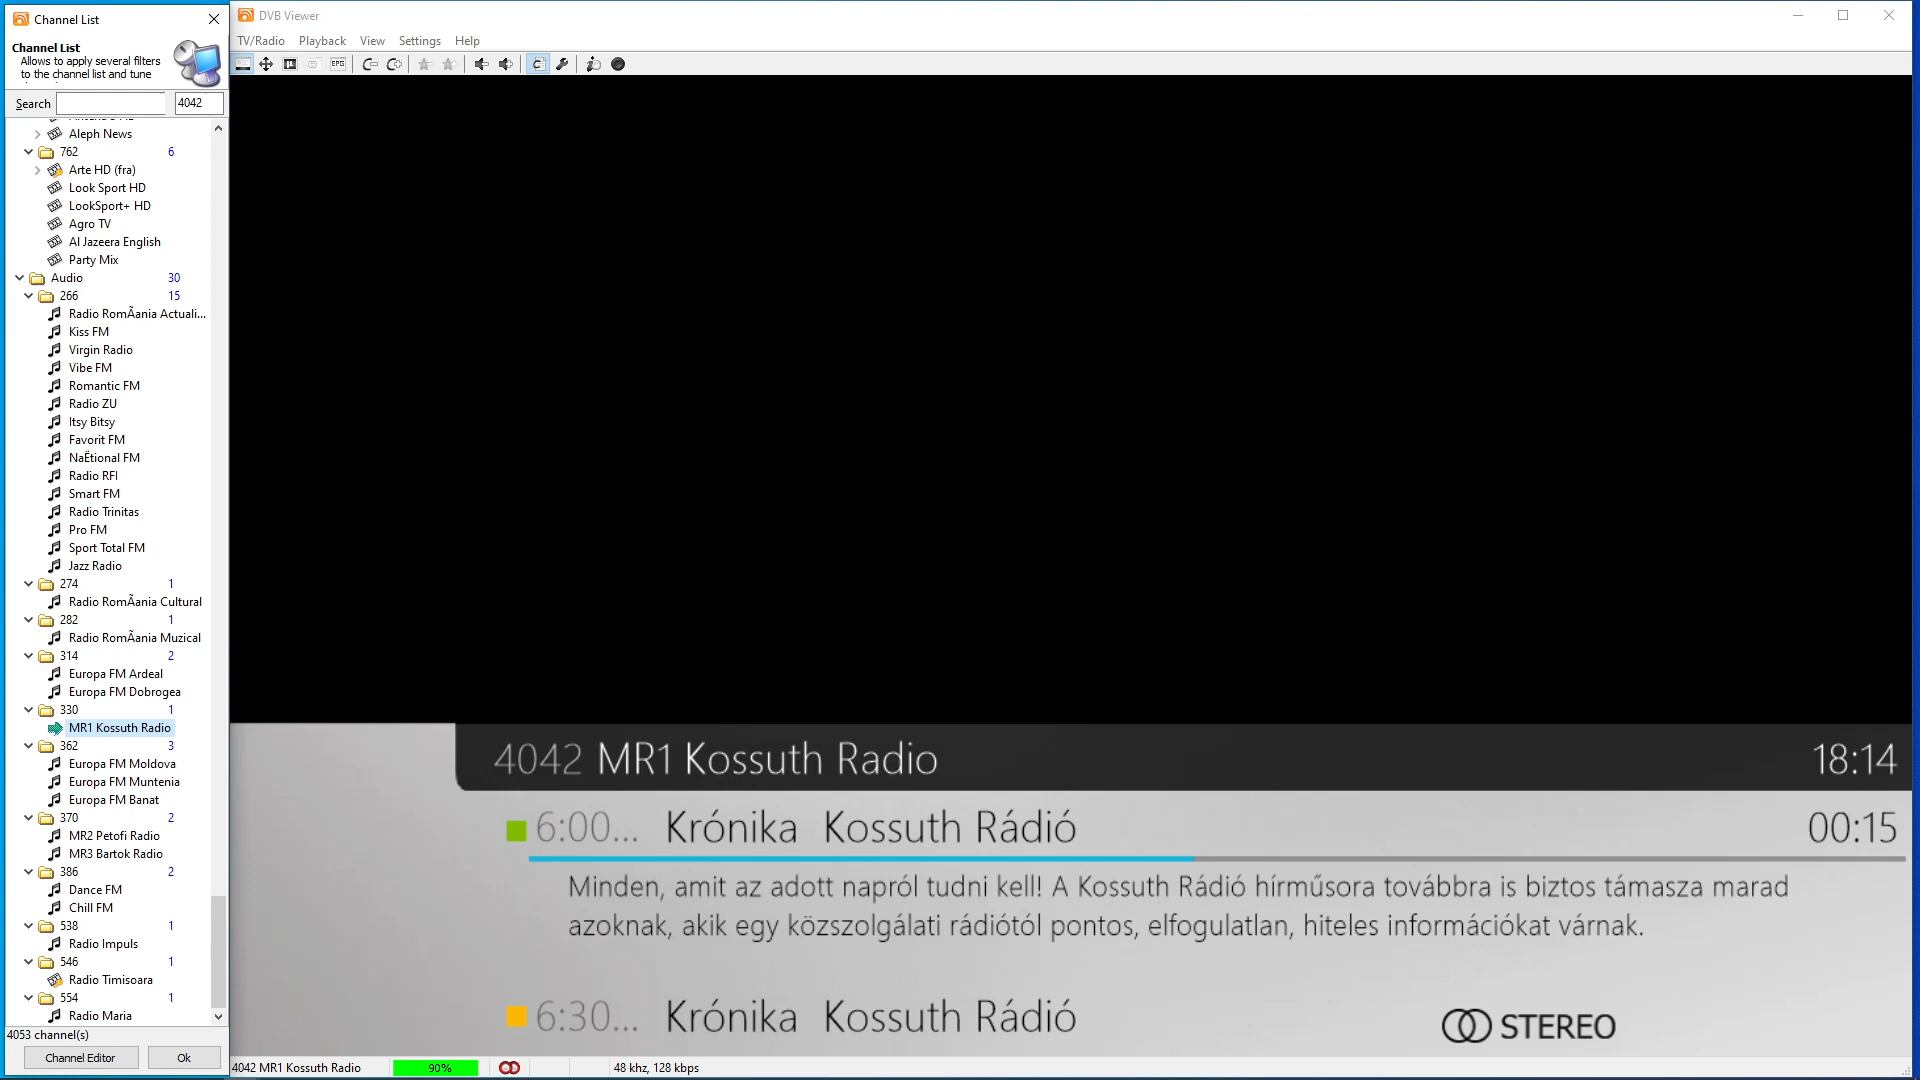 Channel List
Channel List
Allows to apply several filters
to the channel list and tune
Search
4042
Aleph News
762 6
Arte HD (fra)
Look Sport HD
LookSport+ HD
Agro TV
Al Jazeera English
Party Mix
Audio 30
266 15
Radio RomÃania Actuali...
Kiss FM
Virgin Radio
Vibe FM
Romantic FM
Radio ZU
Itsy Bitsy
Favorit FM
NaËtional FM
Radio RFI
Smart FM
Radio Trinitas
Pro FM
Sport Total FM
Jazz Radio
274 1
Radio RomÃania Cultural
282 1
Radio RomÃania Muzical
314 2
Europa FM Ardeal
Europa FM Dobrogea
330 1
MR1 Kossuth Radio
362 3
Europa FM Moldova
Europa FM Muntenia
Europa FM Banat
370 2
MR2 Petofi Radio
MR3 Bartok Radio
386 2
Dance FM
Chill FM
538 1
Radio Impuls
546 1
Radio Timisoara
554 1
Radio Maria
4053 channel(s)
Channel Editor Ok
DVB Viewer
TV/Radio Playback View Settings Help
EPG
4042 MR1 Kossuth Radio 18:14
6:00... Krónika Kossuth Rádió 00:15
Minden, amit az adott napról tudni kell! A Kossuth Rádió hírműsora továbbra is biztos támasza marad
azoknak, akik egy közszolgálati rádiótól pontos, elfogulatlan, hiteles információkat várnak.
6:30... Krónika Kossuth Rádió
STEREO
4042 MR1 Kossuth Radio 90% 48 khz, 128 kbps